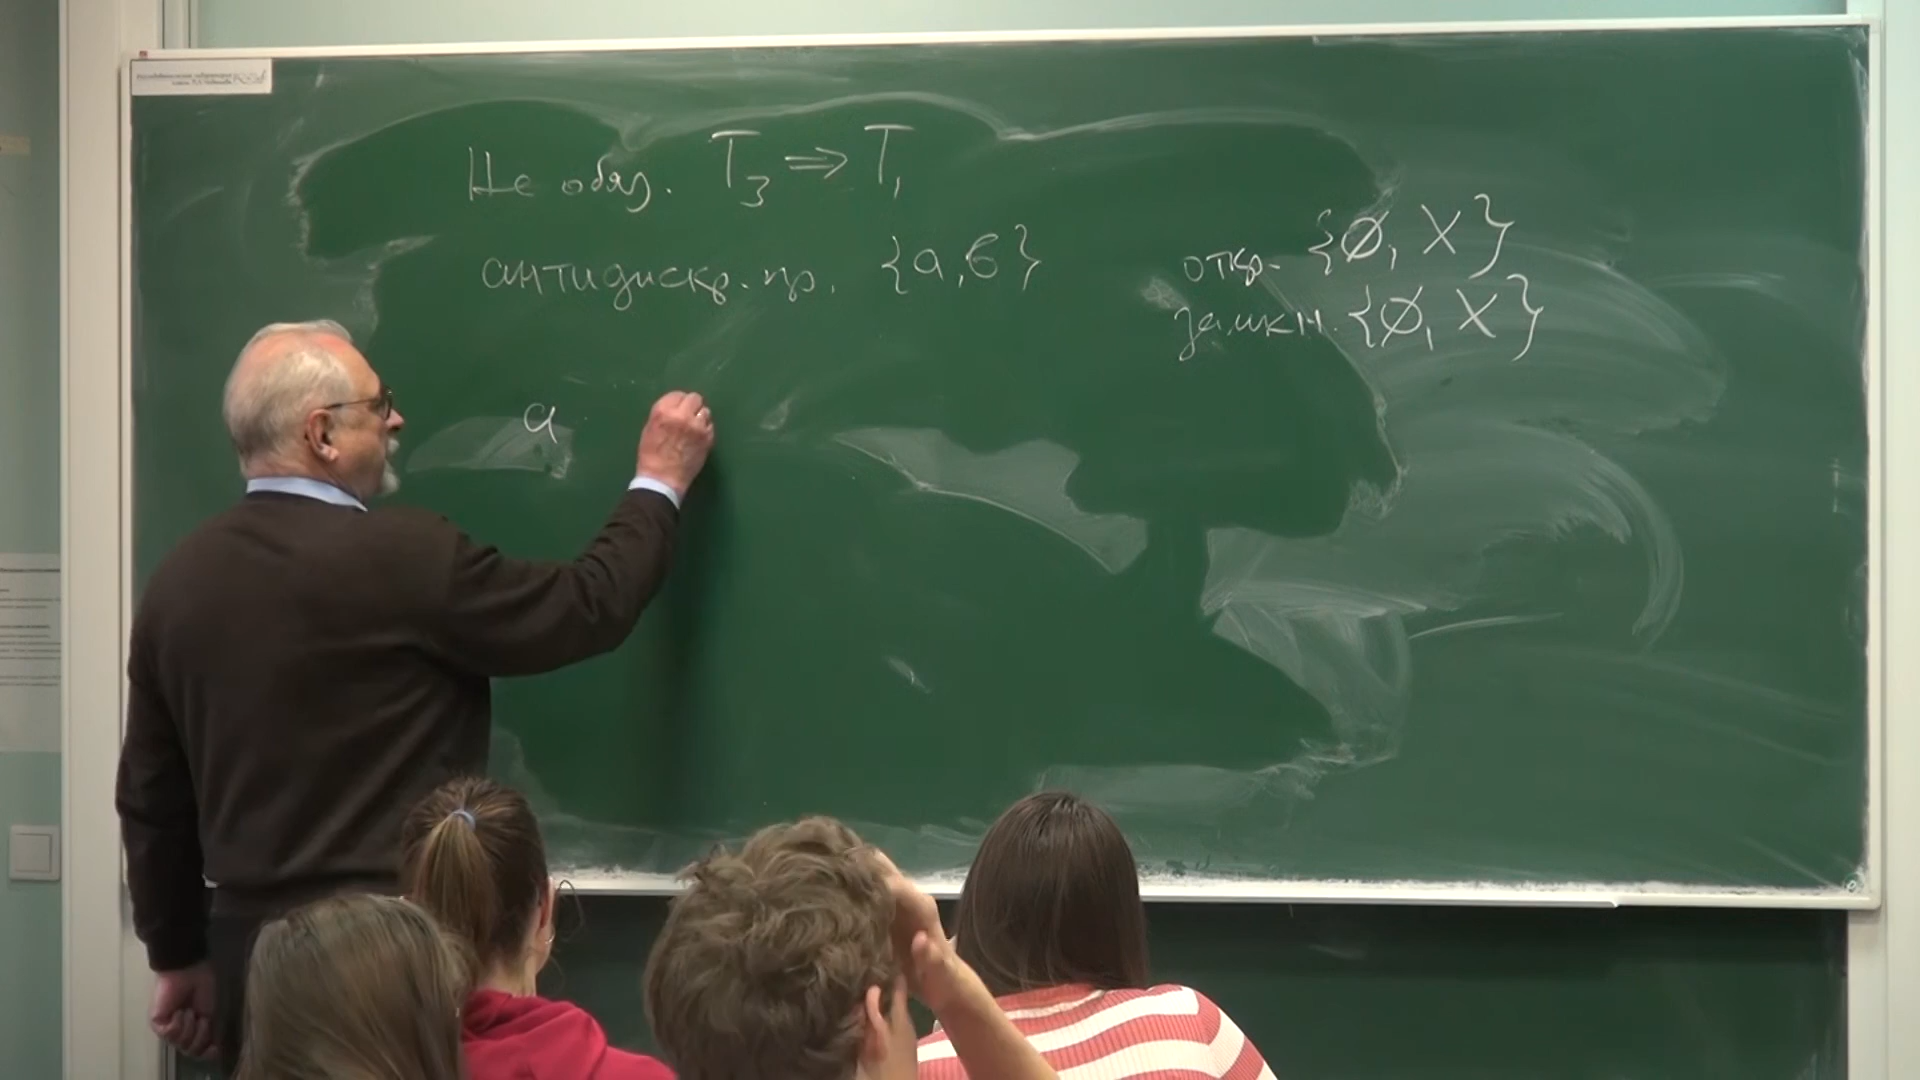 Не обяз. T₃ ⇒ T₁
антидискр. пр. {a, б}
откр. {∅, X}
замкн. {∅, X}
a